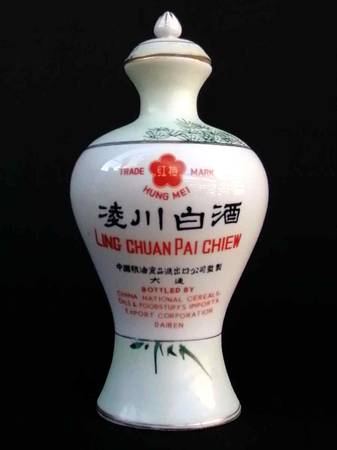 紅梅
TRADE MARK
HUNG MEI
凌川白酒
LING CHUAN PAI CHIEW
中國粮油食品進出口公司監製
大連
BOTTLED BY
CHINA NATIONAL CEREALS,
OILS & FOODSTUFFS IMPORT &
EXPORT CORPORATION
DAIREN